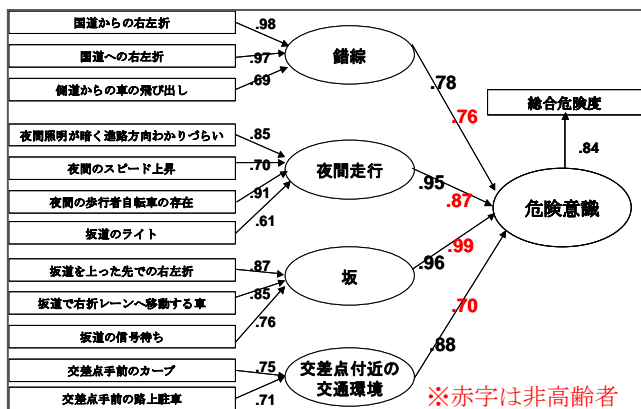 国道からの右左折
.98
国道への右左折
.97
側道からの車の飛び出し
.69
錯綜
.78
.76
総合危険度
.84
夜間照明が暗く進路方向わかりづらい
.85
夜間のスピード上昇
.70
夜間の歩行者自転車の存在
.91
坂道のライト
.61
夜間走行
.95
.87
危険意識
坂道を上った先での右左折
.87
坂道で右折レーンへ移動する車
.85
坂道の信号待ち
.76
坂
.96
.99
交差点手前のカーブ
.75
交差点手前の路上駐車
.71
交差点付近の
交通環境
.88
.70
※赤字は非高齢者